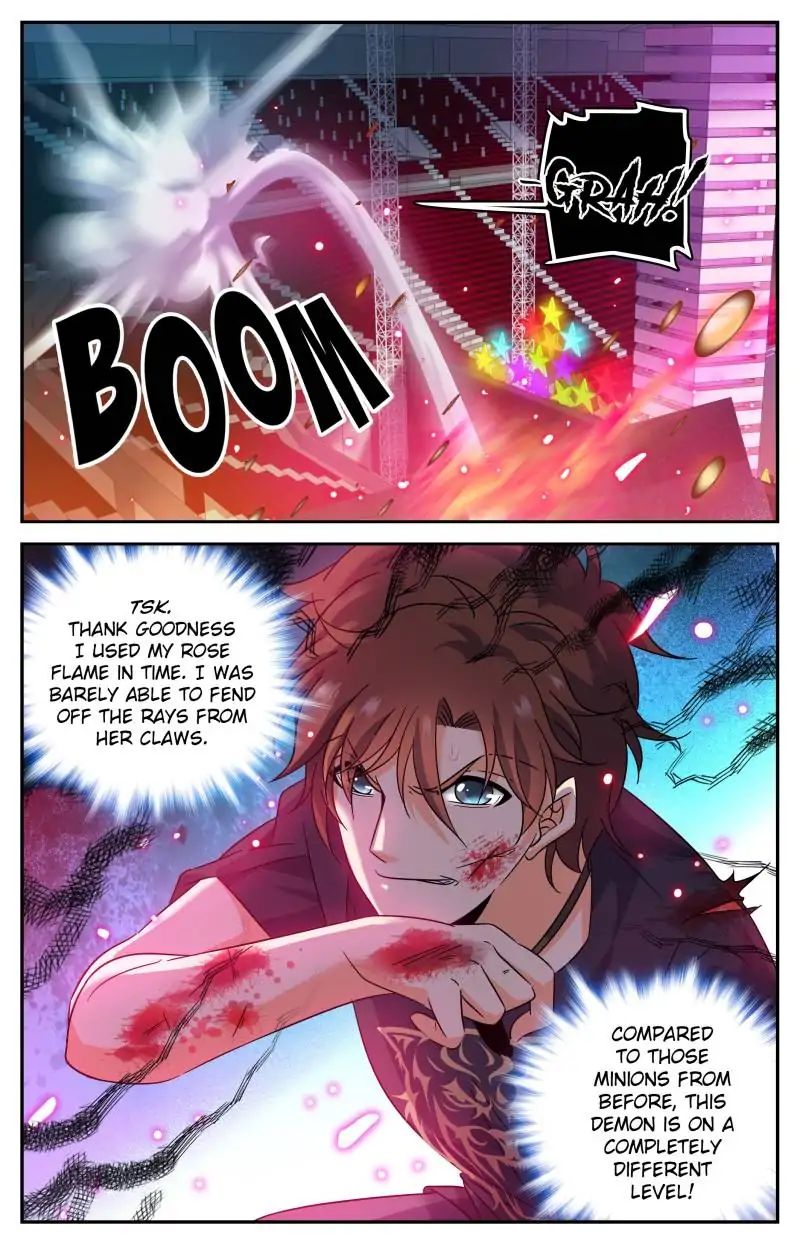 GRAH!
BOOM
TSK.
THANK GOODNESS
I USED MY ROSE
FLAME IN TIME. I WAS
BARELY ABLE TO FEND
OFF THE RAYS FROM
HER CLAWS.
COMPARED
TO THOSE
MINIONS FROM
BEFORE, THIS
DEMON IS ON A
COMPLETELY
DIFFERENT
LEVEL!